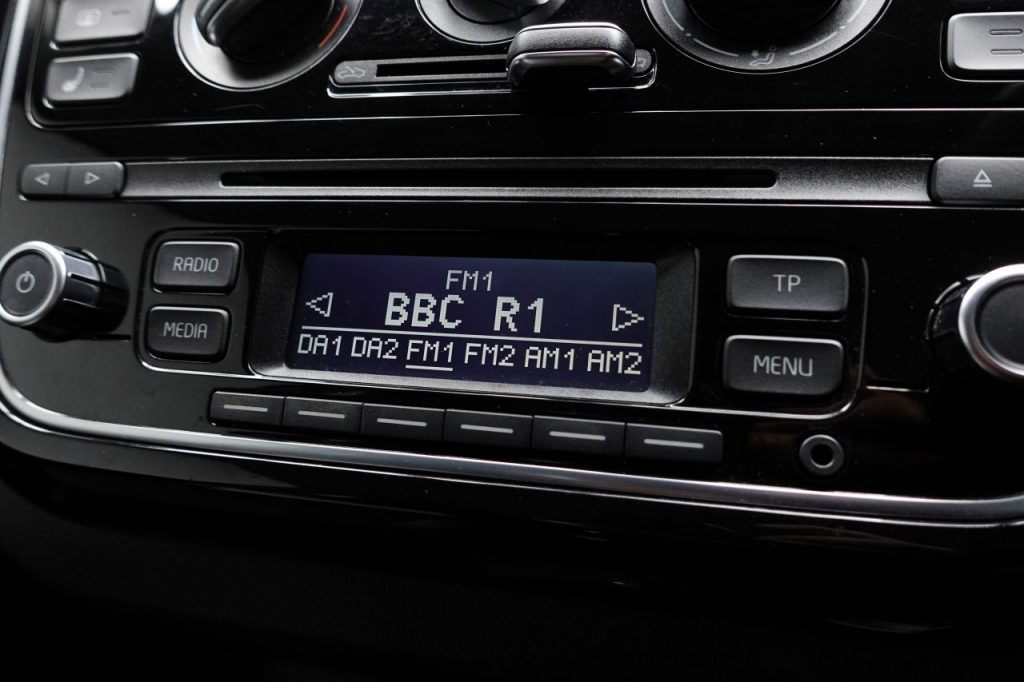 RADIO
MEDIA
FM1
BBC R1
DA1 DA2 FM1 FM2 AM1 AM2
TP
MENU